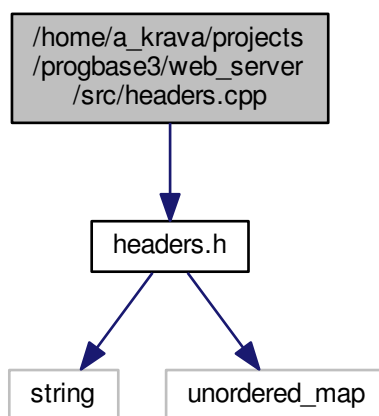 /home/a_krava/projects
/progbase3/web_server
/src/headers.cpp
headers.h
string
unordered_map